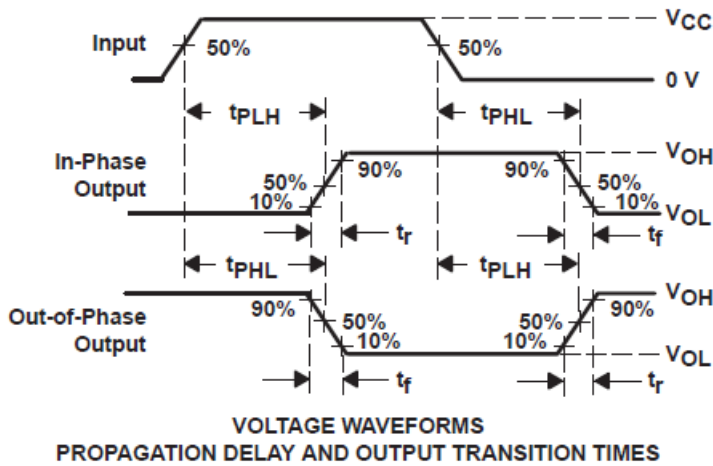 VCC
Input
50%
50%
0 V
tPLH
tPHL
In-Phase
Output
VOH
90%
90%
50%
50%
10%
10%
VOL
tr
tf
tPHL
tPLH
Out-of-Phase
Output
VOH
90%
90%
50%
50%
10%
10%
VOL
tf
tr
VOLTAGE WAVEFORMS
PROPAGATION DELAY AND OUTPUT TRANSITION TIMES